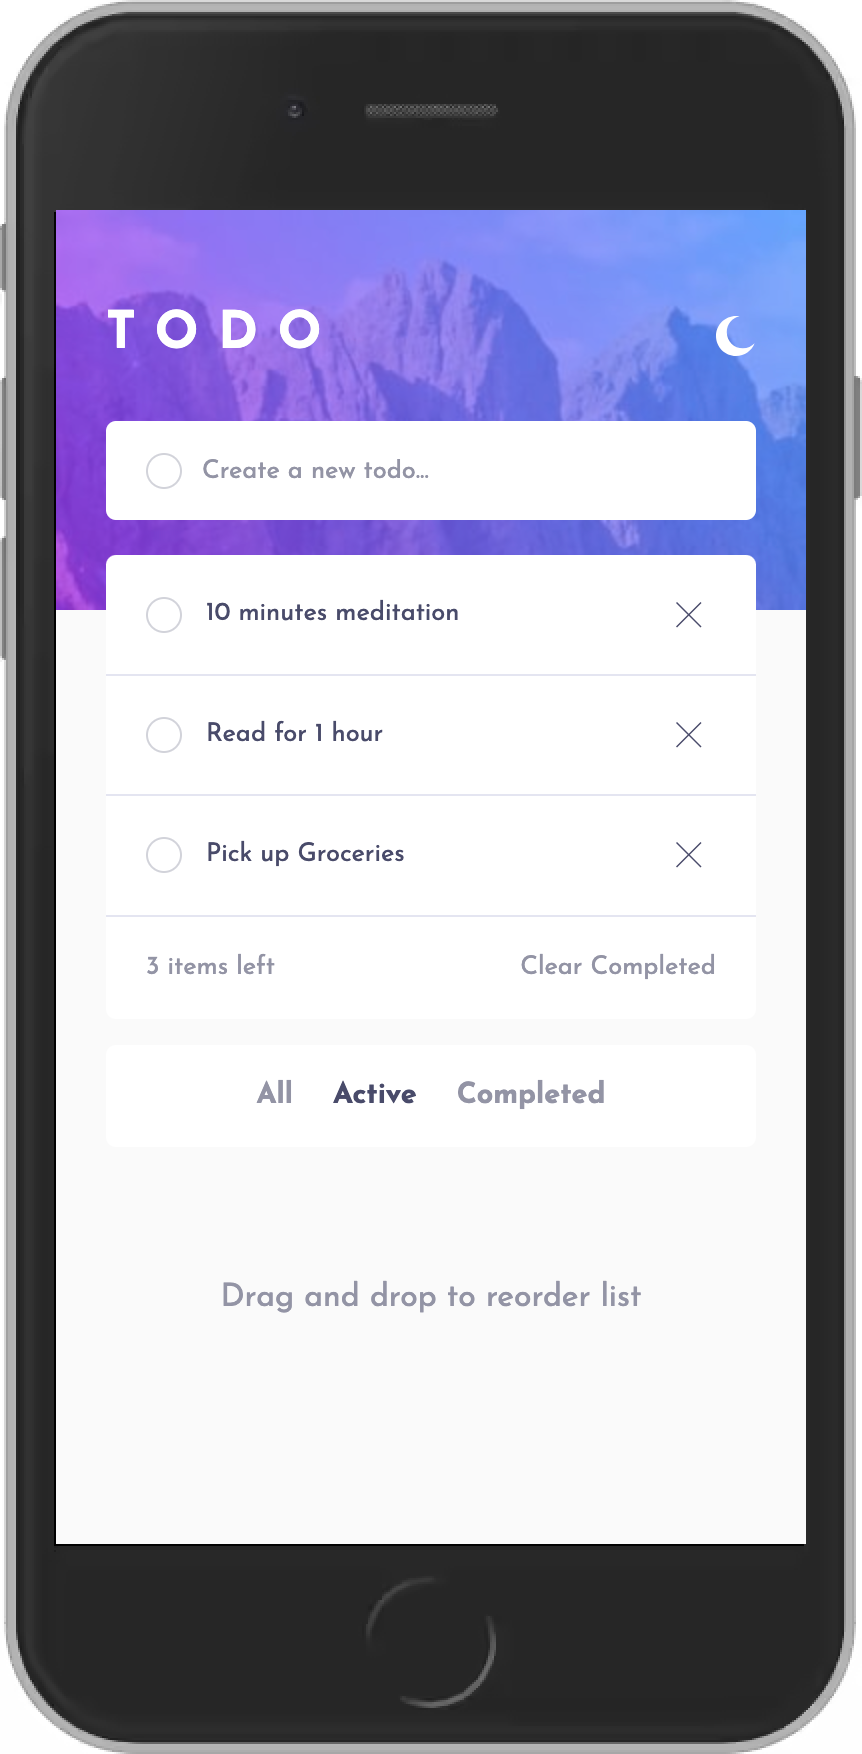 TODO
Create a new todo...
10 minutes meditation
Read for 1 hour
Pick up Groceries
3 items left
Clear Completed
All Active Completed
Drag and drop to reorder list